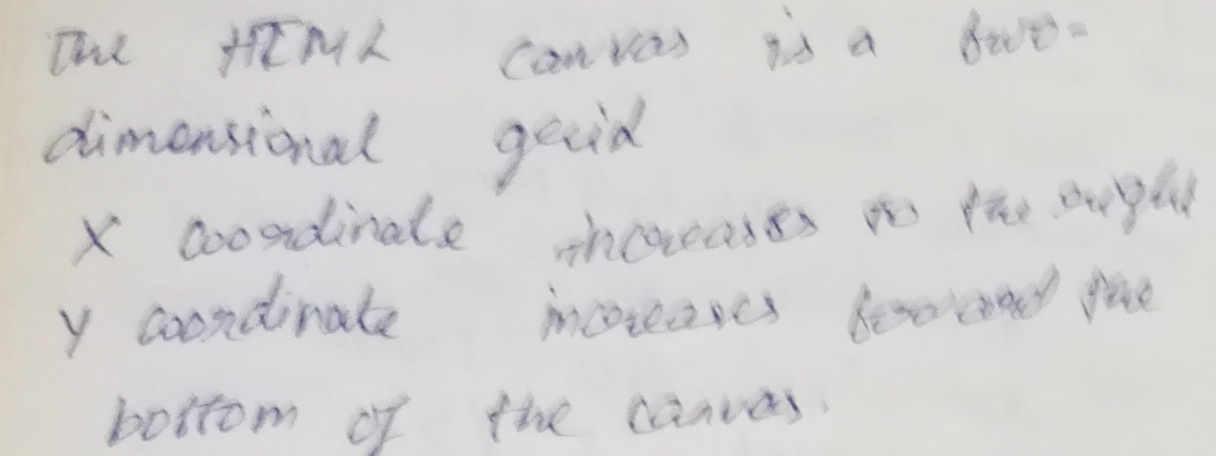 The HTML canvas is a two-
dimensional grid
X coordinate increases to the right
Y coordinate increases toward the
bottom of the canvas.